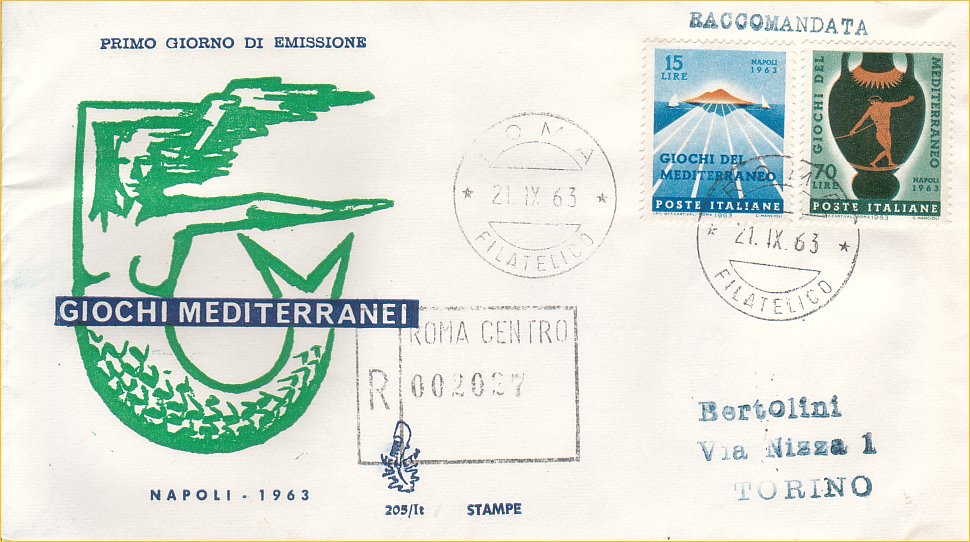 RACCOMANDATA
PRIMO GIORNO DI EMISSIONE
15
LIRE
NAPOLI
1963
GIOCHI DEL
MEDITERRANEO
POSTE ITALIANE
GIOCHI DEL
MEDITERRANEO
70
LIRE
NAPOLI
1963
POSTE ITALIANE
ROMA
* 21. IX 63 *
FILATELICO
ROMA
* 21. IX. 63 *
FILATELICO
GIOCHI MEDITERRANEI
ROMA CENTRO
R 002027
Bertolini
Via Nizza 1
TORINO
NAPOLI - 1963
205/It STAMPE